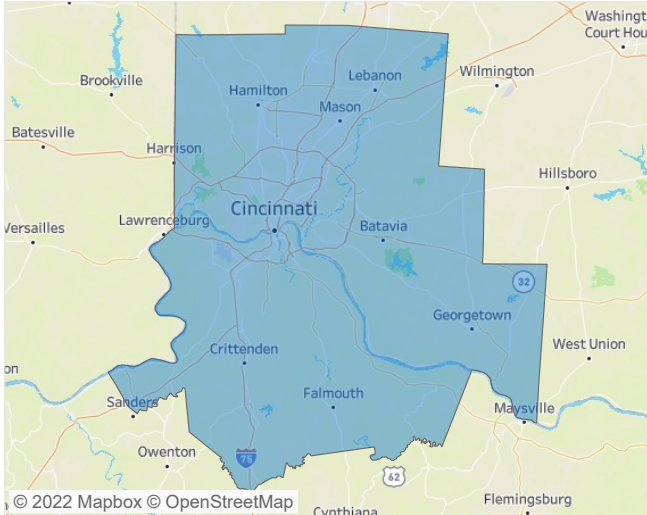 Washingt
Court Hou
Brookville
Hamilton
Lebanon
Wilmington
Mason
Batesville
Harrison
Hillsboro
Cincinnati
Lawrenceburg
Batavia
Versailles
32
Georgetown
West Union
Crittenden
on
Sanders
Falmouth
Maysville
Owenton
75
62
© 2022 Mapbox © OpenStreetMap
Cynthiana
Flemingsburg